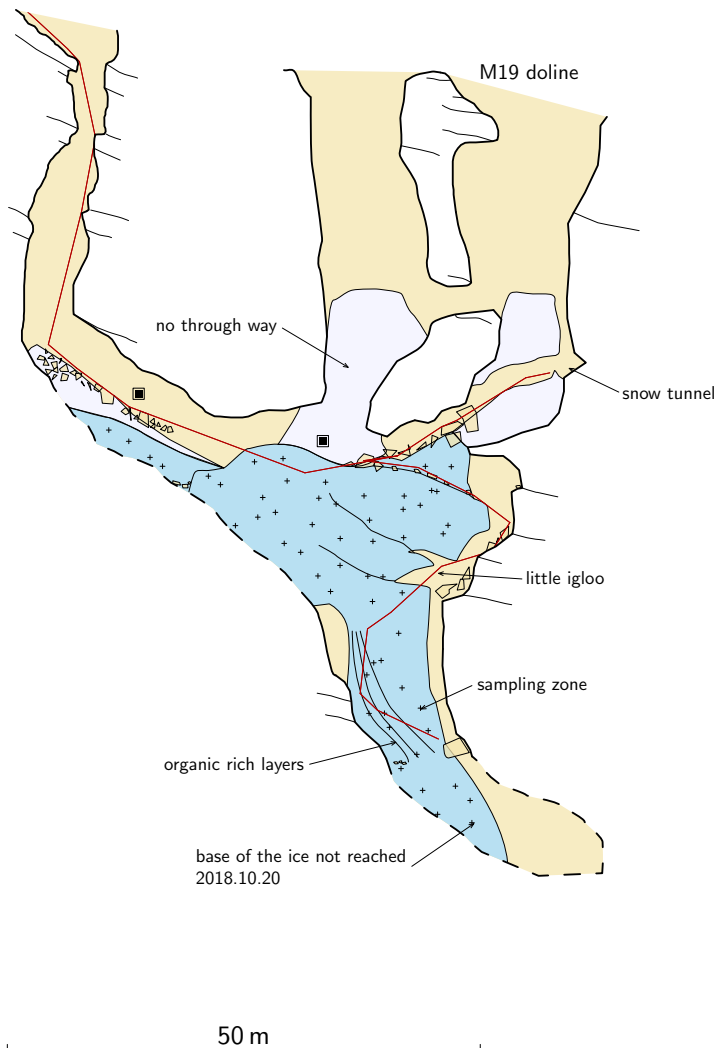 M19 doline
no through way
snow tunnel
little igloo
sampling zone
organic rich layers
base of the ice not reached
2018.10.20
50 m